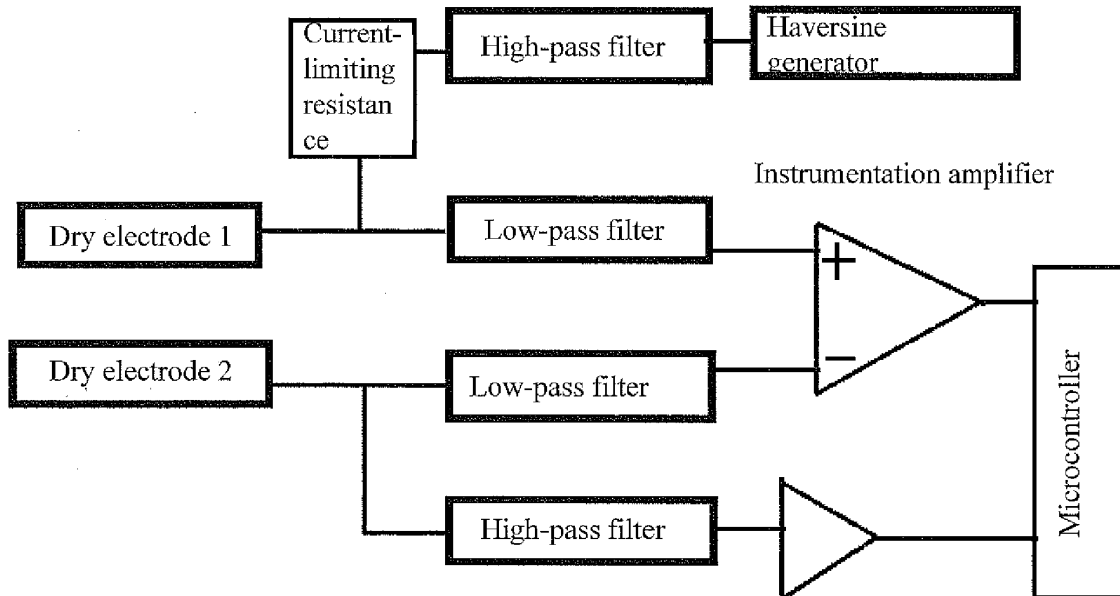 Current-
limiting
resistan
ce
High-pass filter
Haversine
generator
Instrumentation amplifier
Dry electrode 1
Low-pass filter
+
Dry electrode 2
Low-pass filter
−
High-pass filter
Microcontroller